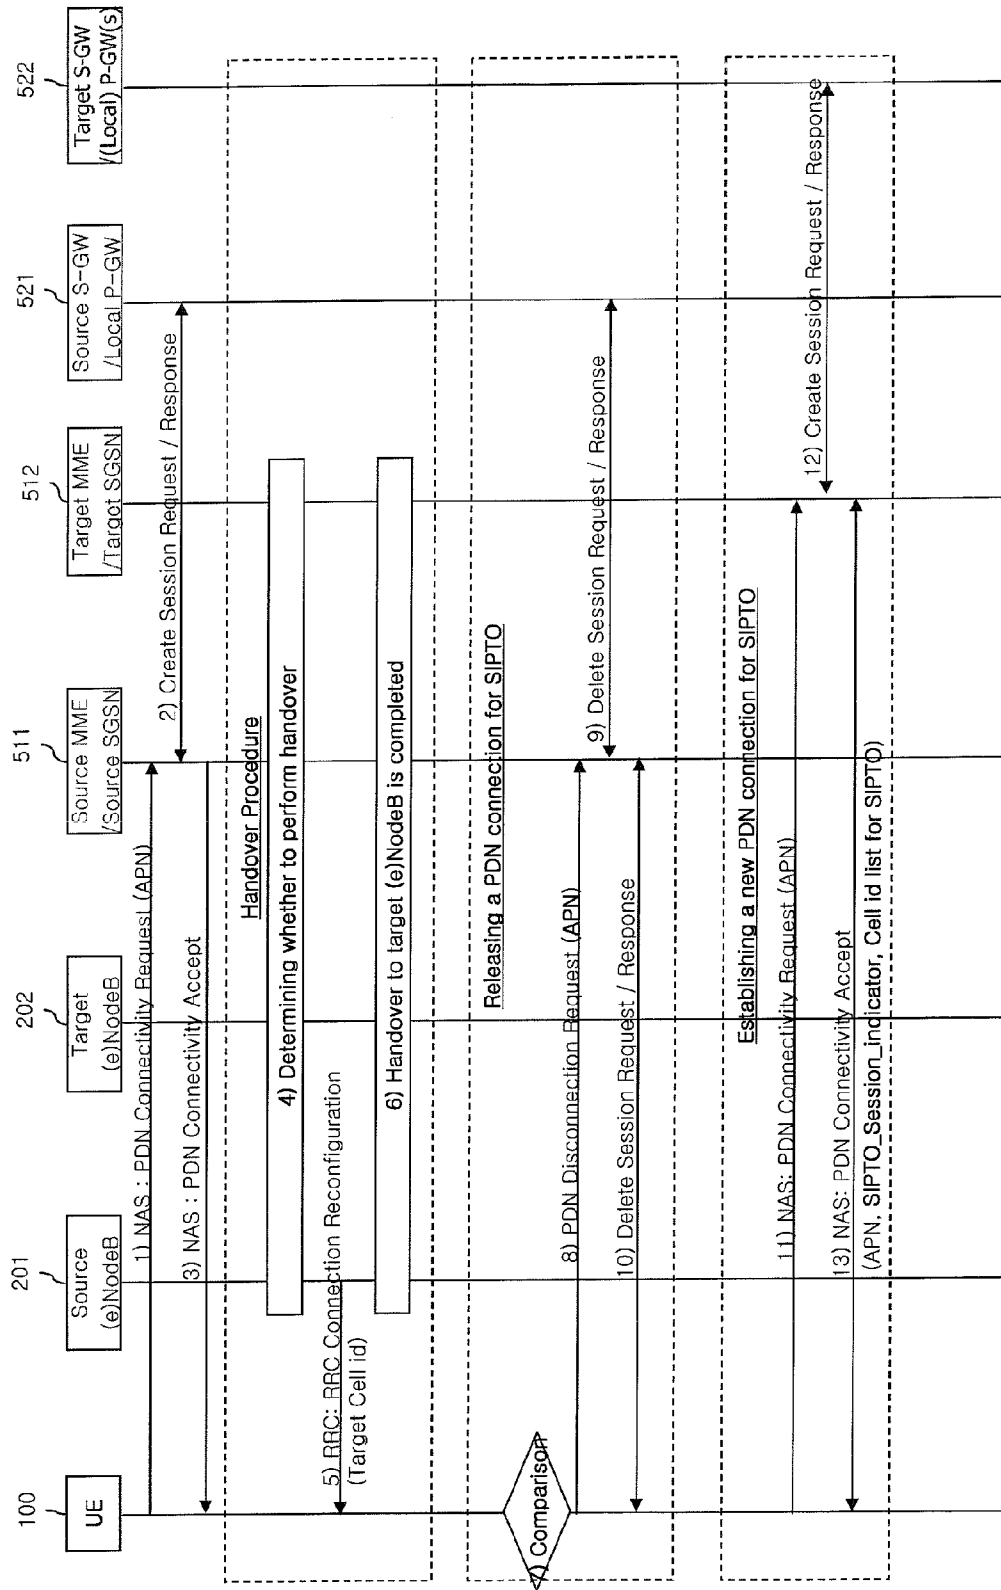 100
UE
201
Source
(e)NodeB
202
Target
(e)NodeB
511
Source MME
/Source SGSN
512
Target MME
/Targot SGSN
521
Source S-GW
/Local P-GW
522
Target S-GW
/(Local) P-GW(s)
1) NAS : PDN Connectivity Request (APN)
2) Create Session Request / Response
3) NAS : PDN Connectivity Accept
Handover Procedure
4) Determining whether to perform handover
5) RRC: RRC Connection Reconfiguration
(Target Cell id)
6) Handover to target (e)NodeB is completed
Releasing a PDN connection for SIPTO
7) Comparison
8) PDN Disconnection Request (APN)
9) Delete Session Request / Response
10) Delete Session Request / Response
Establishing a new PDN connection for SIPTO
11) NAS: PDN Connectivity Request (APN)
12) Create Session Request / Response
13) NAS: PDN Connectivity Accept
(APN, SIPTO_Session_indicator, Cell id list for SIPTO)